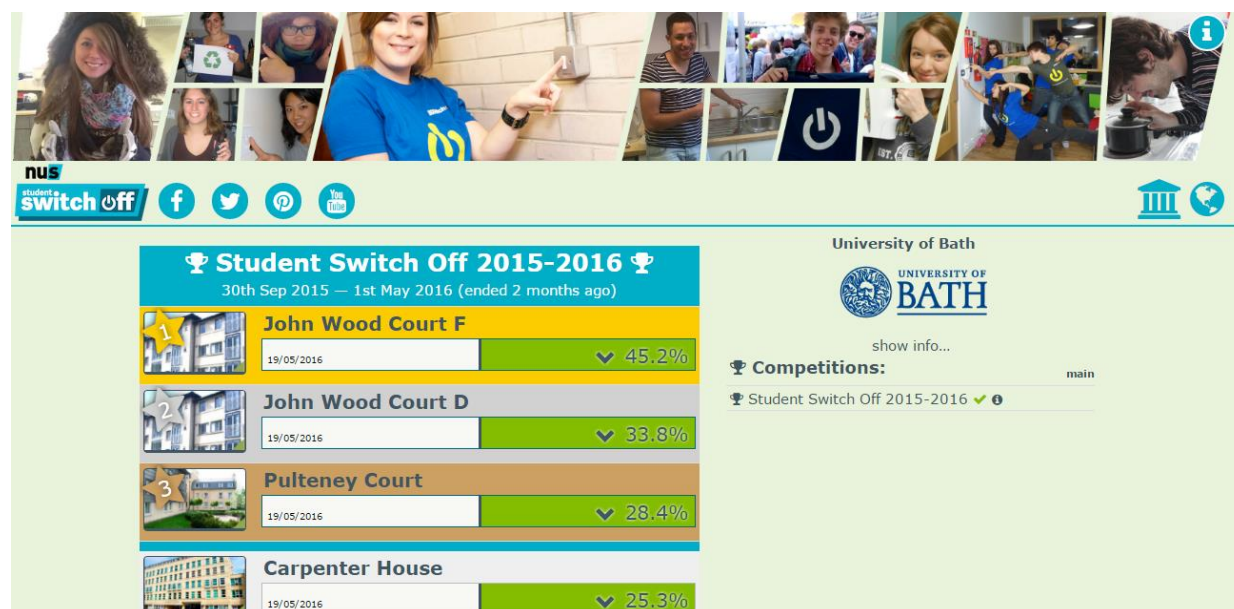 EST.
nus
student
switch off
You
Tube
University of Bath
UNIVERSITY OF
BATH
show info...
Competitions:
main
Student Switch Off 2015-2016
Student Switch Off 2015-2016
30th Sep 2015 — 1st May 2016 (ended 2 months ago)
1
John Wood Court F
19/05/2016
45.2%
2
John Wood Court D
19/05/2016
33.8%
3
Pulteney Court
19/05/2016
28.4%
Carpenter House
19/05/2016
25.3%